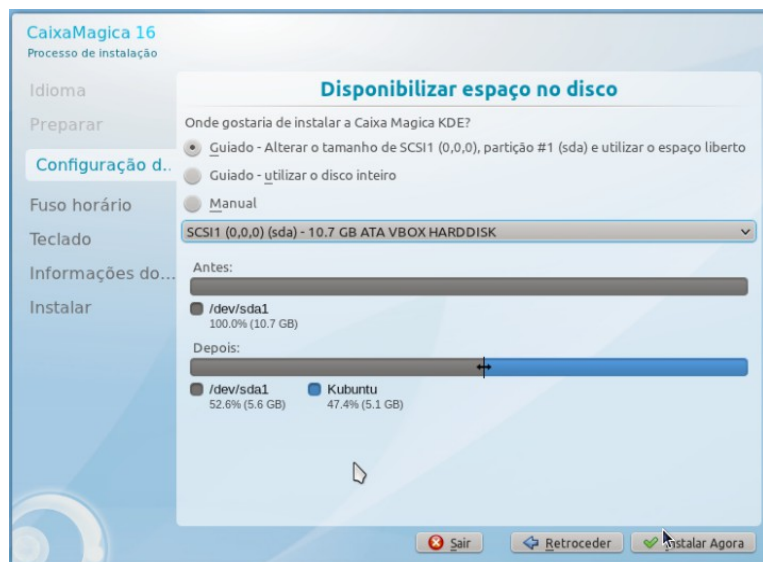 CaixaMagica 16
Processo de instalação
Idioma
Preparar
Configuração d..
Fuso horário
Teclado
Informações do...
Instalar
Disponibilizar espaço no disco
Onde gostaria de instalar a Caixa Magica KDE?
Guiado - Alterar o tamanho de SCSI1 (0,0,0), partição #1 (sda) e utilizar o espaço liberto
Guiado - utilizar o disco inteiro
Manual
SCSI1 (0,0,0) (sda) - 10.7 GB ATA VBOX HARDDISK
Antes:
/dev/sda1
100.0% (10.7 GB)
Depois:
/dev/sda1 Kubuntu
52.6% (5.6 GB) 47.4% (5.1 GB)
Sair Retroceder Instalar Agora